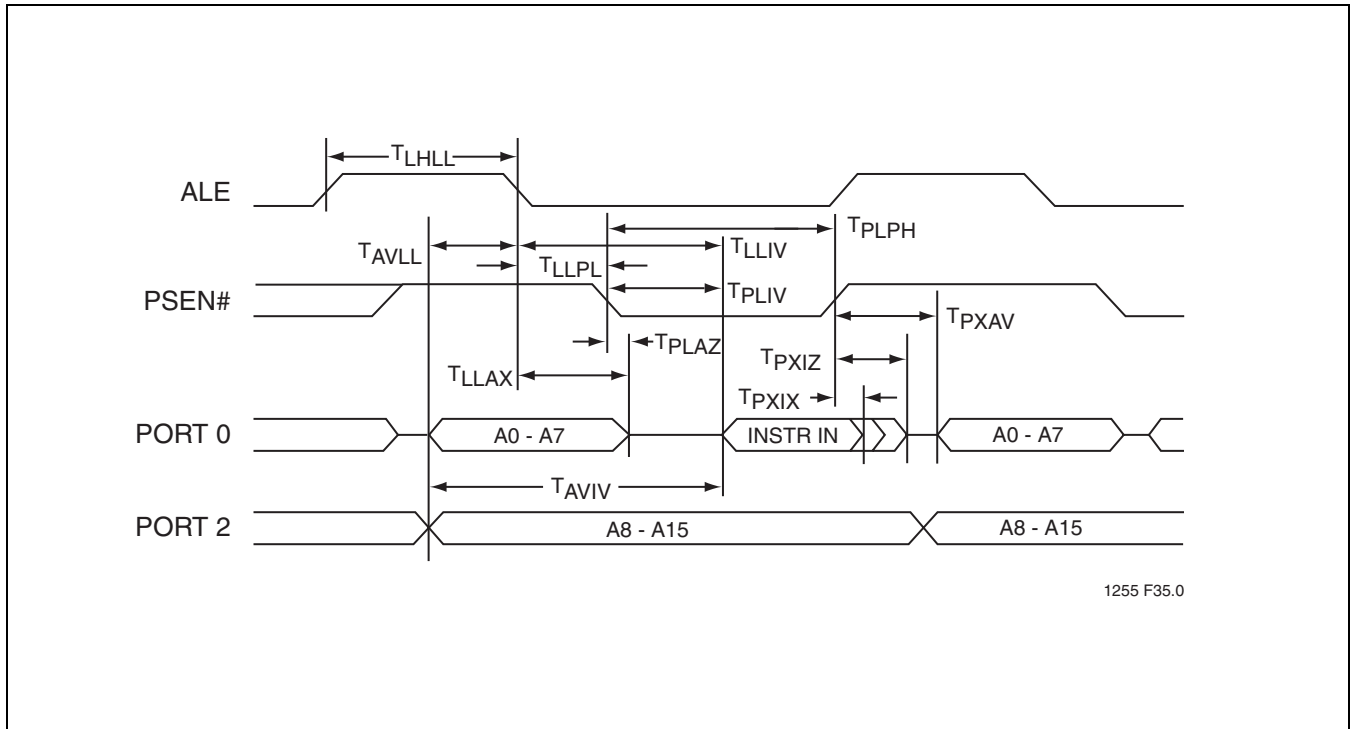 TLHLL
ALE
TPLPH
TAVLL
TLLIV
TLLPL
PSEN#
TPLIV
TPXAV
TPLAZ
TPXIZ
TLLAX
TPXIX
PORT 0
A0 - A7
INSTR IN
A0 - A7
TAVIV
PORT 2
A8 - A15
A8 - A15
1255 F35.0